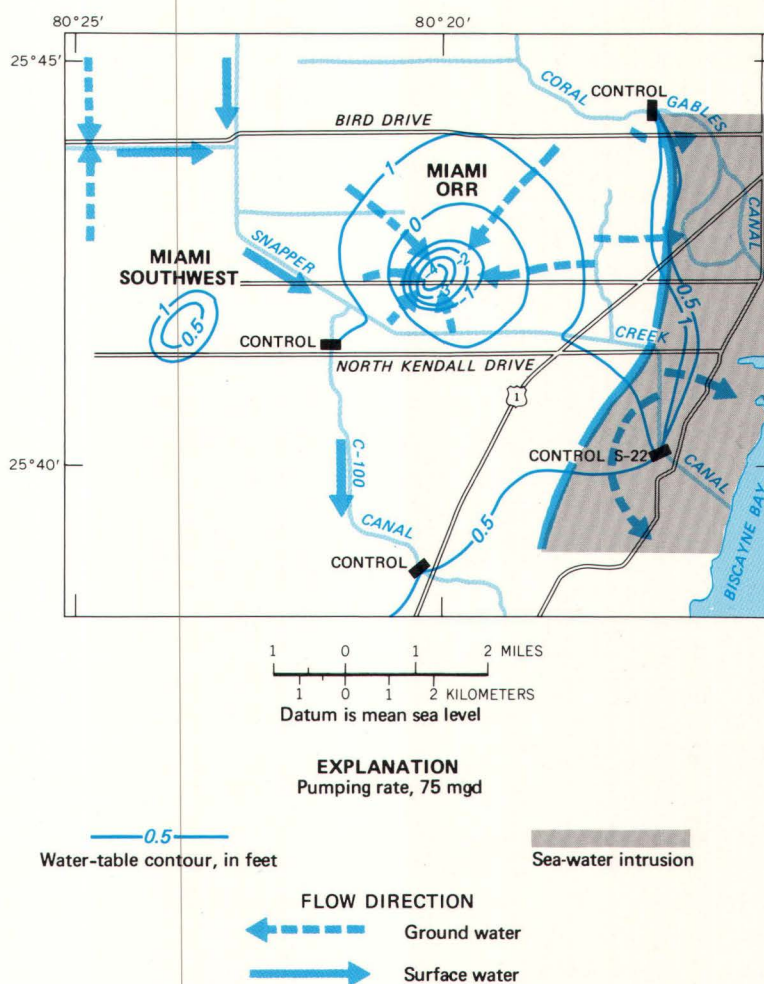 80°25'
80°20'
25°45'
CONTROL
CORAL
GABLES
BIRD DRIVE
MIAMI
ORR
1
0
-2
-4
-3
-1
CANAL
SNAPPER
MIAMI
SOUTHWEST
1
0.5
0.5
1
CONTROL
CREEK
NORTH KENDALL DRIVE
1
25°40'
C-100
CONTROL S-22
CANAL
CANAL
0.5
CONTROL
BISCAYNE BAY
1 0 1 2 MILES
1 0 1 2 KILOMETERS
Datum is mean sea level
EXPLANATION
Pumping rate, 75 mgd
0.5
Water-table contour, in feet
Sea-water intrusion
FLOW DIRECTION
Ground water
Surface water